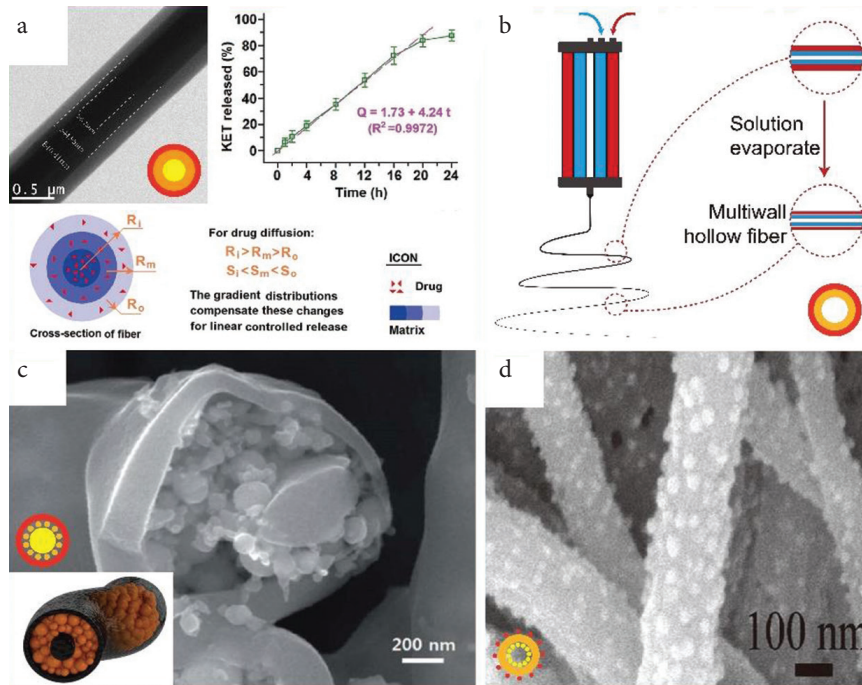 a
0.5 µm
KET released (%)
100
80
60
40
20
0
Q = 1.73 + 4.24 t
(R² =0.9972)
0 4 8 12 16 20 24
Time (h)
Ri
Rm
Ro
Cross-section of fiber
For drug diffusion:
Ri>Rm>Ro
Si<Sm<So
The gradient distributions
compensate these changes
for linear controlled release
ICON
Drug
Matrix
b
Solution
evaporate
Multiwall
hollow fiber
c
200 nm
d
100 nm